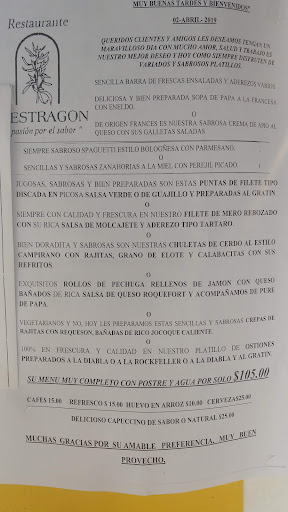 MUY BUENAS TARDES Y BIENVENIDOS"
Restaurante
02-ABRIL- 2019
QUERIDOS CLIENTES Y AMIGOS LES DESEAMOS TENGAN UN
MARAVILLOSO DIA CON MUCHO AMOR, SALUD Y TRABAJO ES
NUESTRO MEJOR DESEO Y HOY COMO SIEMPRE DISFRUTEN DE
VARIADOS Y SABROSOS PLATILLOS.
SENCILLA BARRA DE FRESCAS ENSALADAS Y ADEREZOS VARIOS.
DELICIOSA Y BIEN PREPARADA SOPA DE PAPA A LA FRANCESA
CON ENELDO.
O
DE ORIGEN FRANCES ES NUESTRA SABROSA CREMA DE APIO AL
QUESO CON SUS GALLETAS SALADAS
ESTRAGON
pasión por el sabor "
SIEMPRE SABROSO SPAGUETTI ESTILO BOLOGÑESA CON PARMESANO.
O
SENCILLAS Y SABROSAS ZANAHORIAS A LA MIEL CON PEREJIL PICADO.
JUGOSAS, SABROSAS Y BIEN PREPARADAS SON ESTAS PUNTAS DE FILETE TIPO
DISCADA EN PICOSA SALSA VERDE O DE GUAJILLO Y PREPARADAS AL GRATIN
O
SIEMPRE CON CALIDAD Y FRESCURA EN NUESTRO FILETE DE MERO REBOZADO
CON SU RICA SALSA DE MOLCAJETE Y ADEREZO TIPO TARTARO.
O
BIEN DORADITA Y SABROSAS SON NUESTRAS CHULETAS DE CERDO AL ESTILO
CAMPIRANO CON RAJITAS, GRANO DE ELOTE Y CALABACITAS CON SUS
REFRITOS.
O
EXQUISITOS ROLLOS DE PECHUGA RELLENOS DE JAMON CON QUESO
BAÑADOS DE RICA SALSA DE QUESO ROQUEFORT Y ACOMPAÑAMOS DE PURE
DE PAPA.
O
VEGETARIANOS Y NO, HOY LES PREPARAMOS ESTAS SENCILLAS Y SABROSAS CREPAS DE
RAJITAS CON REQUESON, BAÑADAS DE RICO JOCOQUE CALIENTE.
O
100% EN FRESCURA Y CALIDAD EN NUESTRO PLATILLO DE OSTIONES
PREPARADOS A LA DIABLA O A LA ROCKFELLER O A LA DIABLA Y AL GRATIN
SU MENU MUY COMPLETO CON POSTRE Y AGUA POR SOLO $105.00
CAFÉS 15.00 REFRESCO $ 15.00 HUEVO EN ARROZ $20.00 CERVEZA$25.00
DELICIOSO CAPUCCINO DE SABOR O NATURAL $25.00
MUCHAS GRACIAS POR SU AMABLE PREFERENCIA, MUY BUEN
PROVECHO.